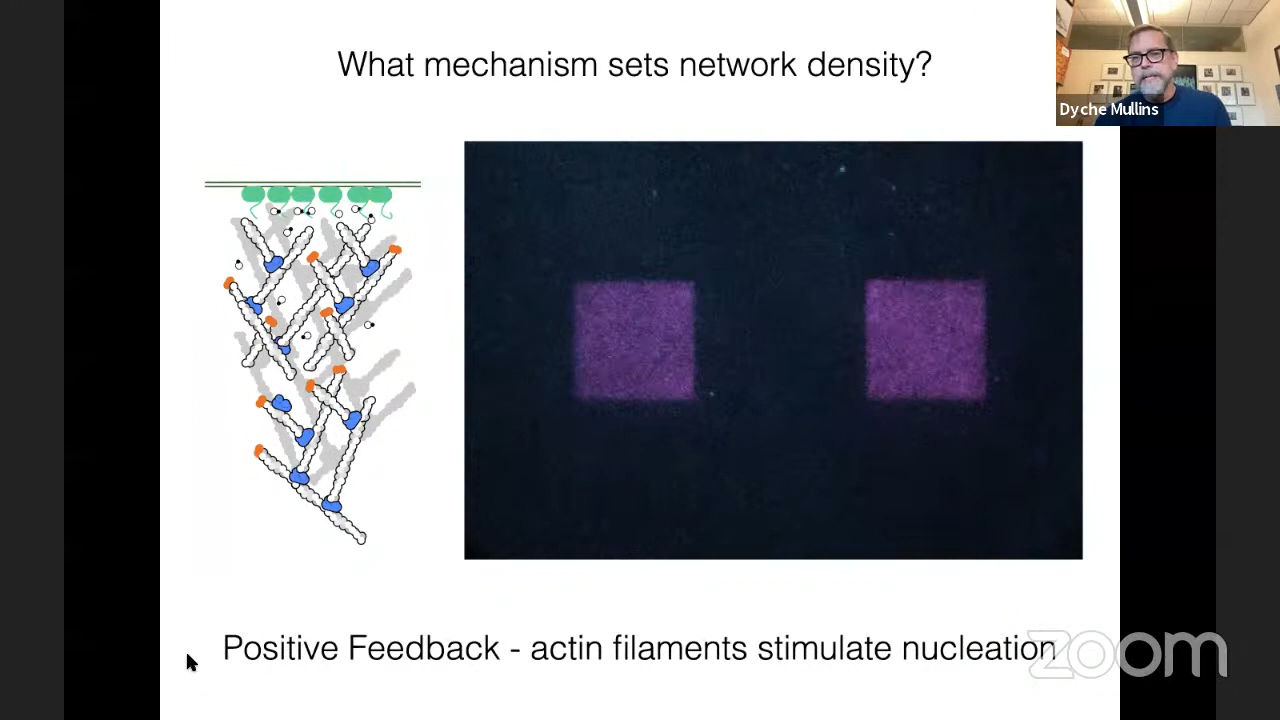 What mechanism sets network density?
Dyche Mullins
Positive Feedback - actin filaments stimulate nucleation
zoom